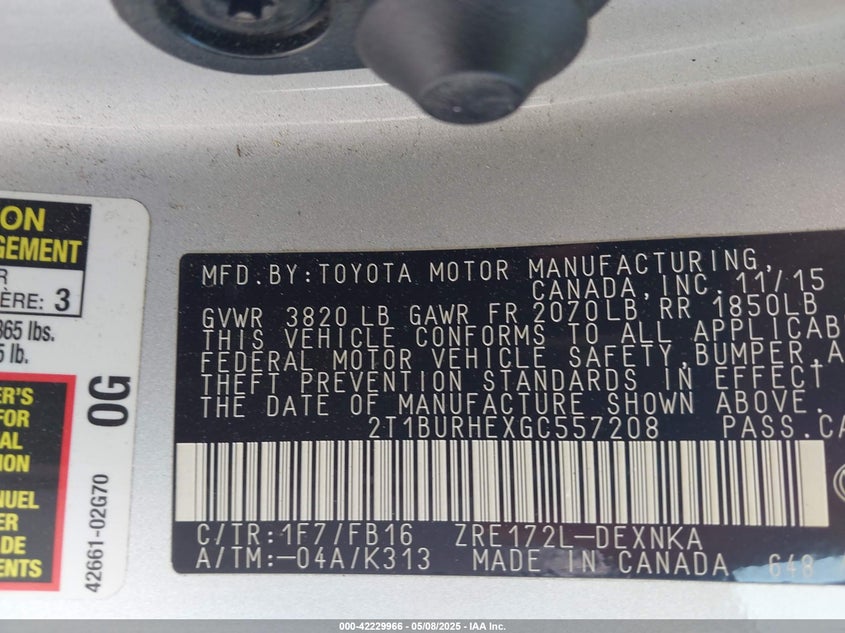 ON
GEMENT
R
ÈRE: 3
865 lbs.
5 lb.
ER'S
FOR
AL
ION
NUEL
ER
DE
ENTS
0G
42661-02G70
MFD.BY:TOYOTA MOTOR MANUFACTURING,
CANADA, INC. 11/15
GVWR 3820LB GAWR FR 2070LB RR 1850LB
THIS VEHICLE CONFORMS TO ALL APPLICAB
FEDERAL MOTOR VEHICLE SAFETY, BUMPER, A
THEFT PREVENTION STANDARDS IN EFFECT
THE DATE OF MANUFACTURE SHOWN ABOVE.
2T1BURHEXGC557208 PASS.CA
C/TR:1F7/FB16 ZRE172L-DEXNKA
A/TM:-04A/K313 MADE IN CANADA 648
000-42229966 - 05/08/2025 - IAA Inc.